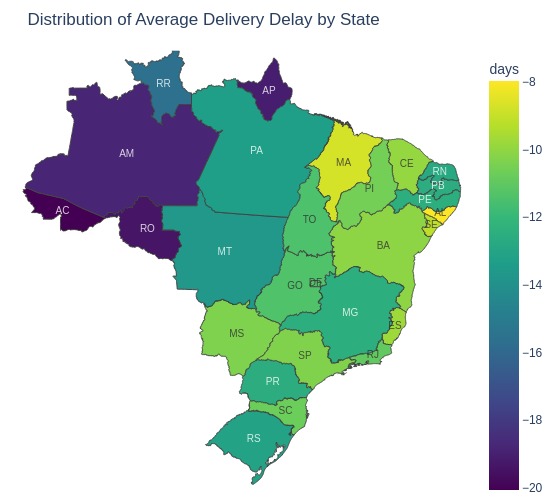 Distribution of Average Delivery Delay by State
days
RR
AP
AM
PA
MA
CE
RN
PB
PI
PE
AL
SE
AC
RO
TO
BA
MT
GO
DF
MG
ES
MS
SP
RJ
PR
SC
RS
−8
−10
−12
−14
−16
−18
−20